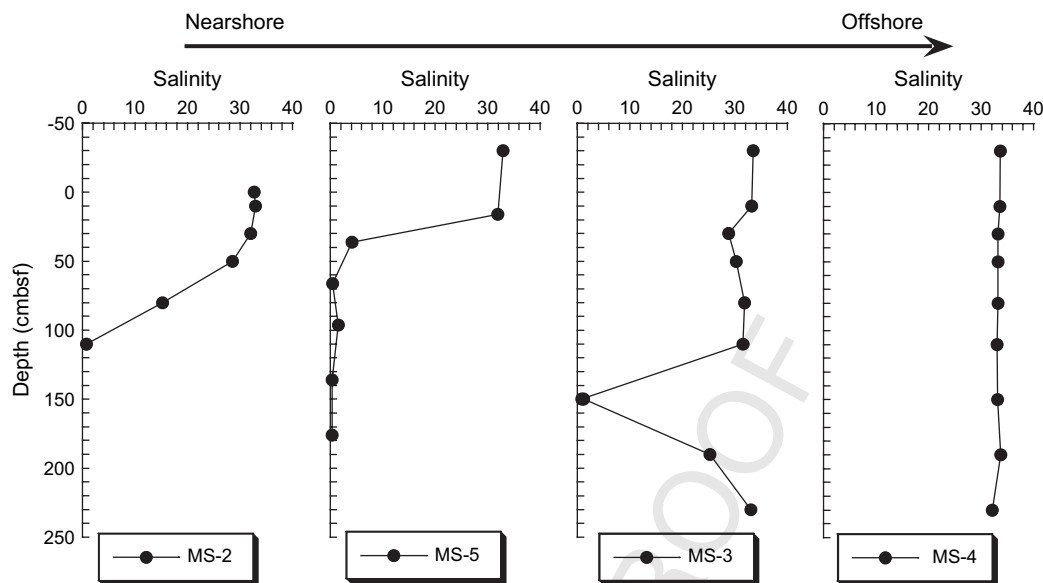 Nearshore Offshore
Salinity Salinity Salinity Salinity
0 10 20 30 40 0 10 20 30 40 0 10 20 30 40 0 10 20 30 40
-50
0
50
100
150
200
250
Depth (cmbsf)
ROOF
MS-2 MS-5 MS-3 MS-4